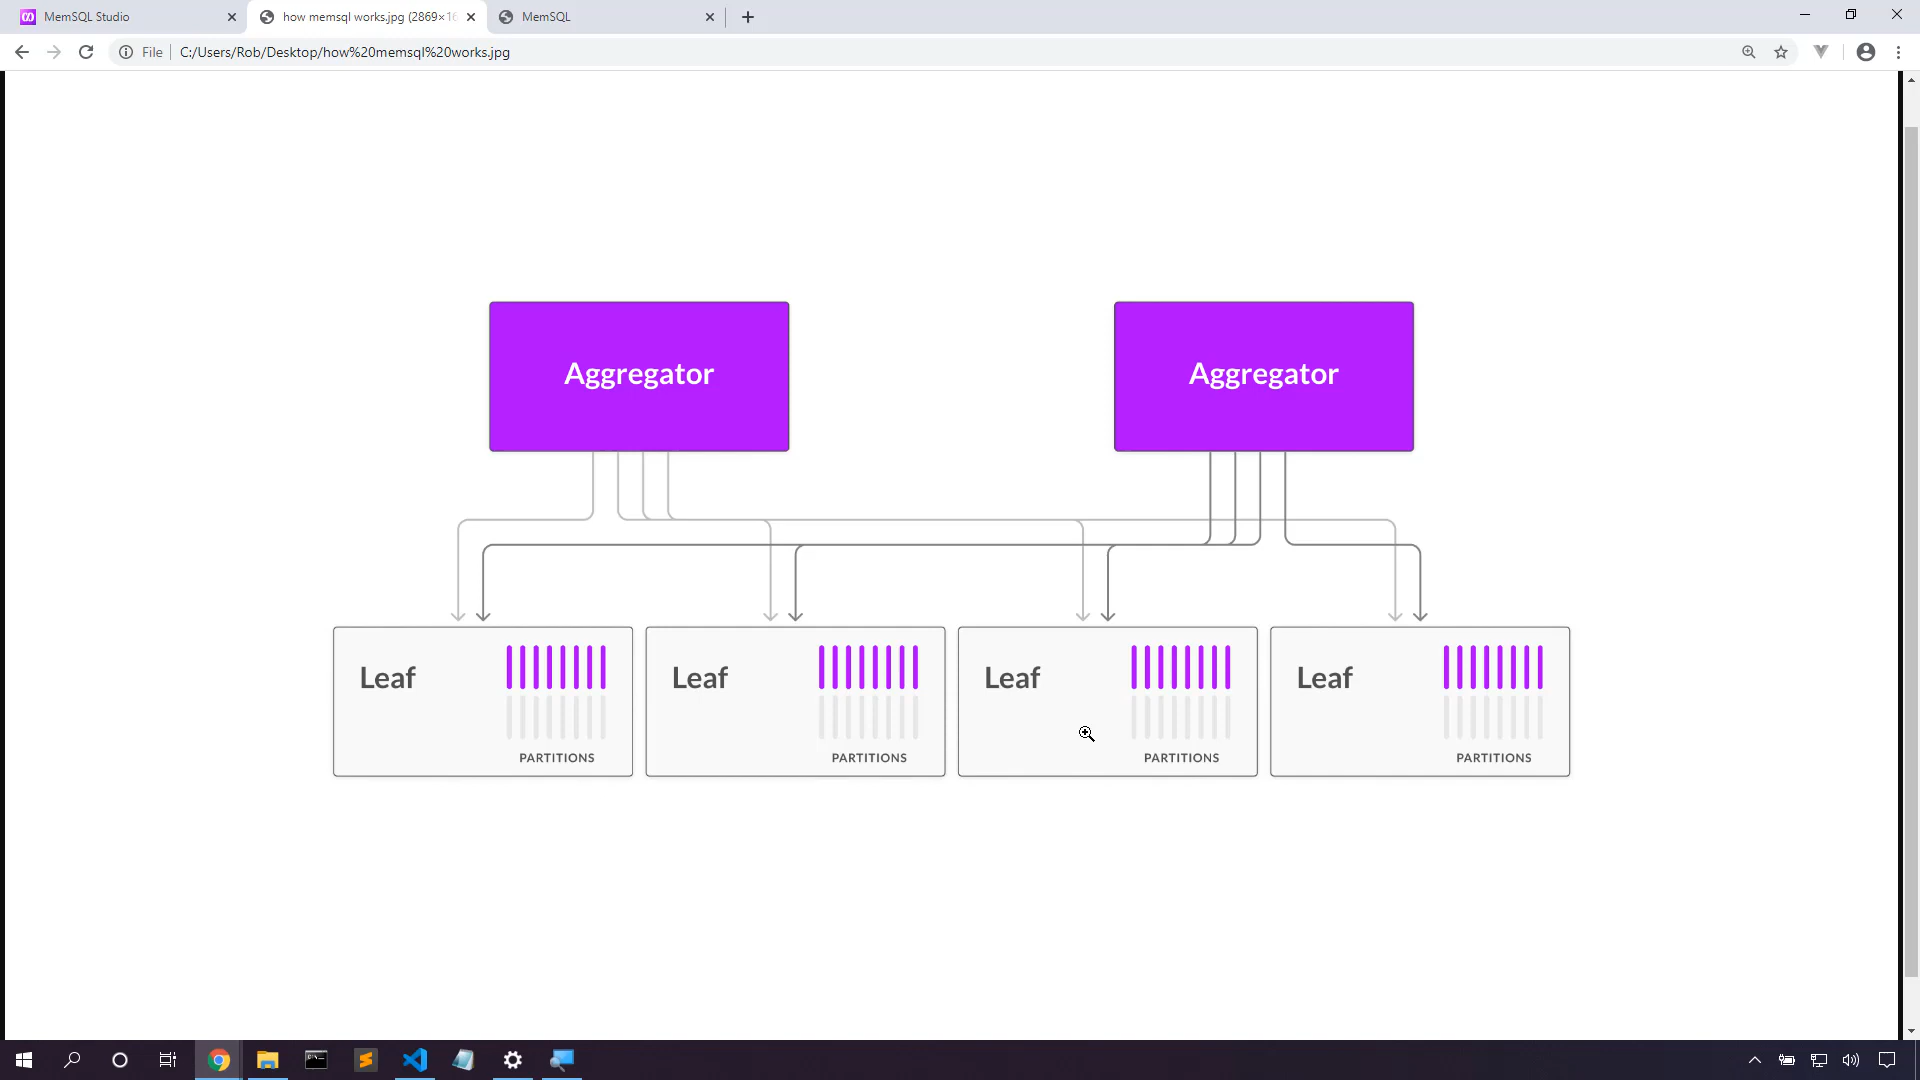 MemSQL Studio
how memsql works.jpg (2869×16
MemSQL
File
C:/Users/Rob/Desktop/how%20memsql%20works.jpg
Aggregator
Aggregator
Leaf
PARTITIONS
Leaf
PARTITIONS
Leaf
PARTITIONS
Leaf
PARTITIONS